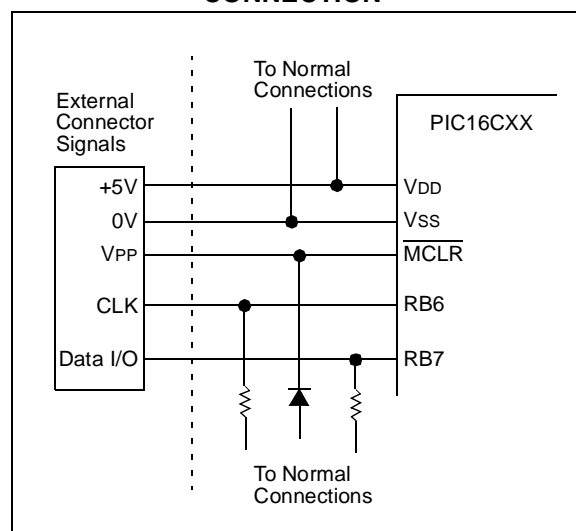 CONNECTION
To Normal
Connections
External
Connector
Signals
PIC16CXX
+5V
VDD
0V
VSS
VPP
MCLR
CLK
RB6
Data I/O
RB7
To Normal
Connections